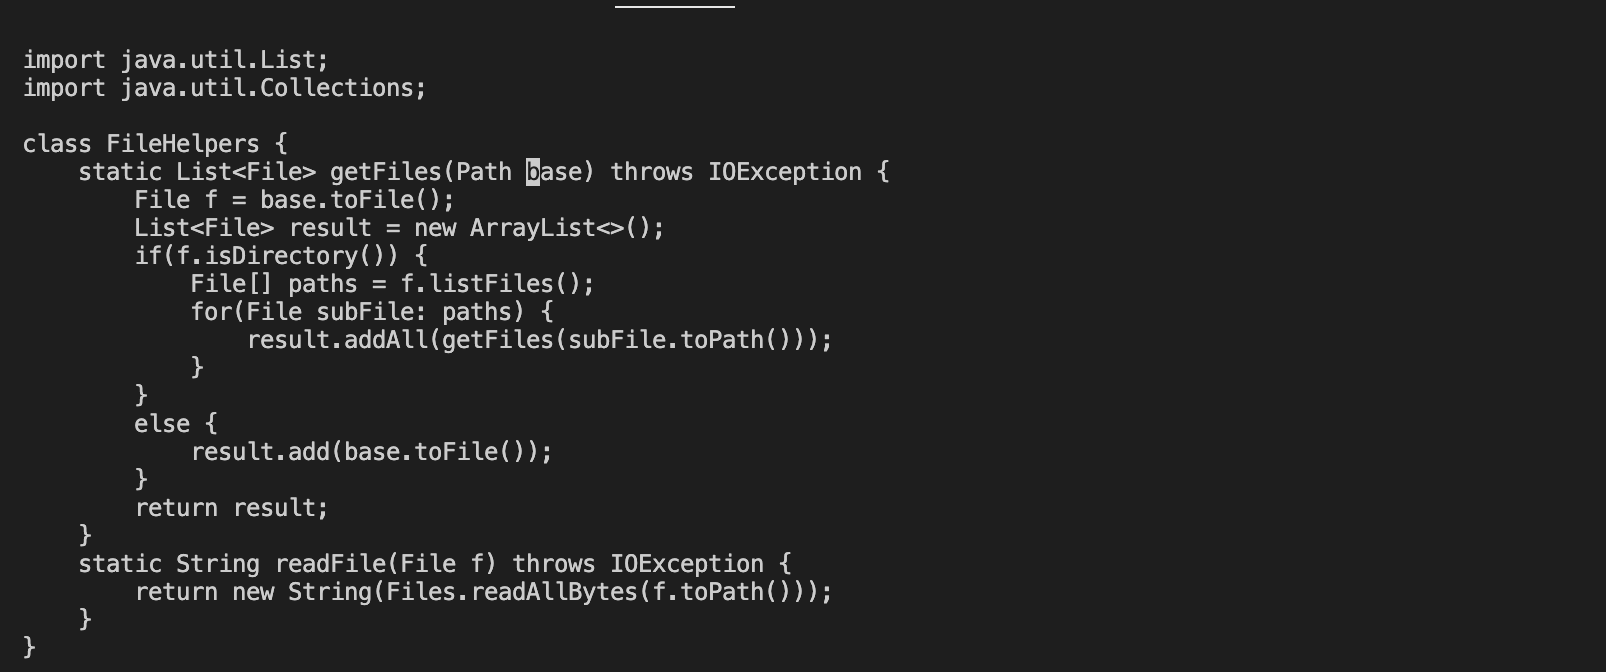 import java.util.List;
import java.util.Collections;

class FileHelpers {
    static List<File> getFiles(Path base) throws IOException {
        File f = base.toFile();
        List<File> result = new ArrayList<>();
        if(f.isDirectory()) {
            File[] paths = f.listFiles();
            for(File subFile: paths) {
                result.addAll(getFiles(subFile.toPath()));
            }
        }
        else {
            result.add(base.toFile());
        }
        return result;
    }
    static String readFile(File f) throws IOException {
        return new String(Files.readAllBytes(f.toPath()));
    }
}